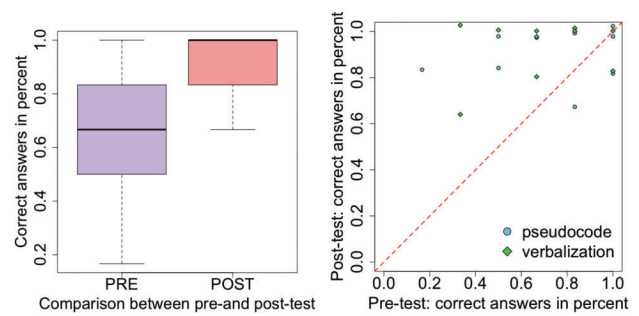 Correct answers in percent
1.0
0.8
0.6
0.4
0.2
PRE
POST
Comparison between pre-and post-test
Post-test: correct answers in percent
1.0
0.8
0.6
0.4
0.2
0.0
pseudocode
verbalization
0.0 0.2 0.4 0.6 0.8 1.0
Pre-test: correct answers in percent